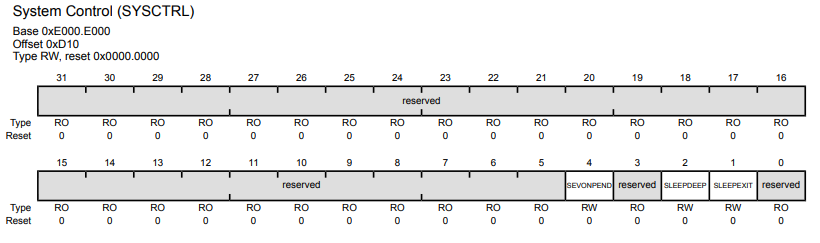 System Control (SYSCTRL)
Base 0xE000.E000
Offset 0xD10
Type RW, reset 0x0000.0000
31 30 29 28 27 26 25 24 23 22 21 20 19 18 17 16
reserved
Type RO RO RO RO RO RO RO RO RO RO RO RO RO RO RO RO
Reset 0 0 0 0 0 0 0 0 0 0 0 0 0 0 0 0
15 14 13 12 11 10 9 8 7 6 5 4 3 2 1 0
reserved SEVONPEND reserved SLEEPDEEP SLEEPEXIT reserved
Type RO RO RO RO RO RO RO RO RO RO RO RW RO RW RW RO
Reset 0 0 0 0 0 0 0 0 0 0 0 0 0 0 0 0